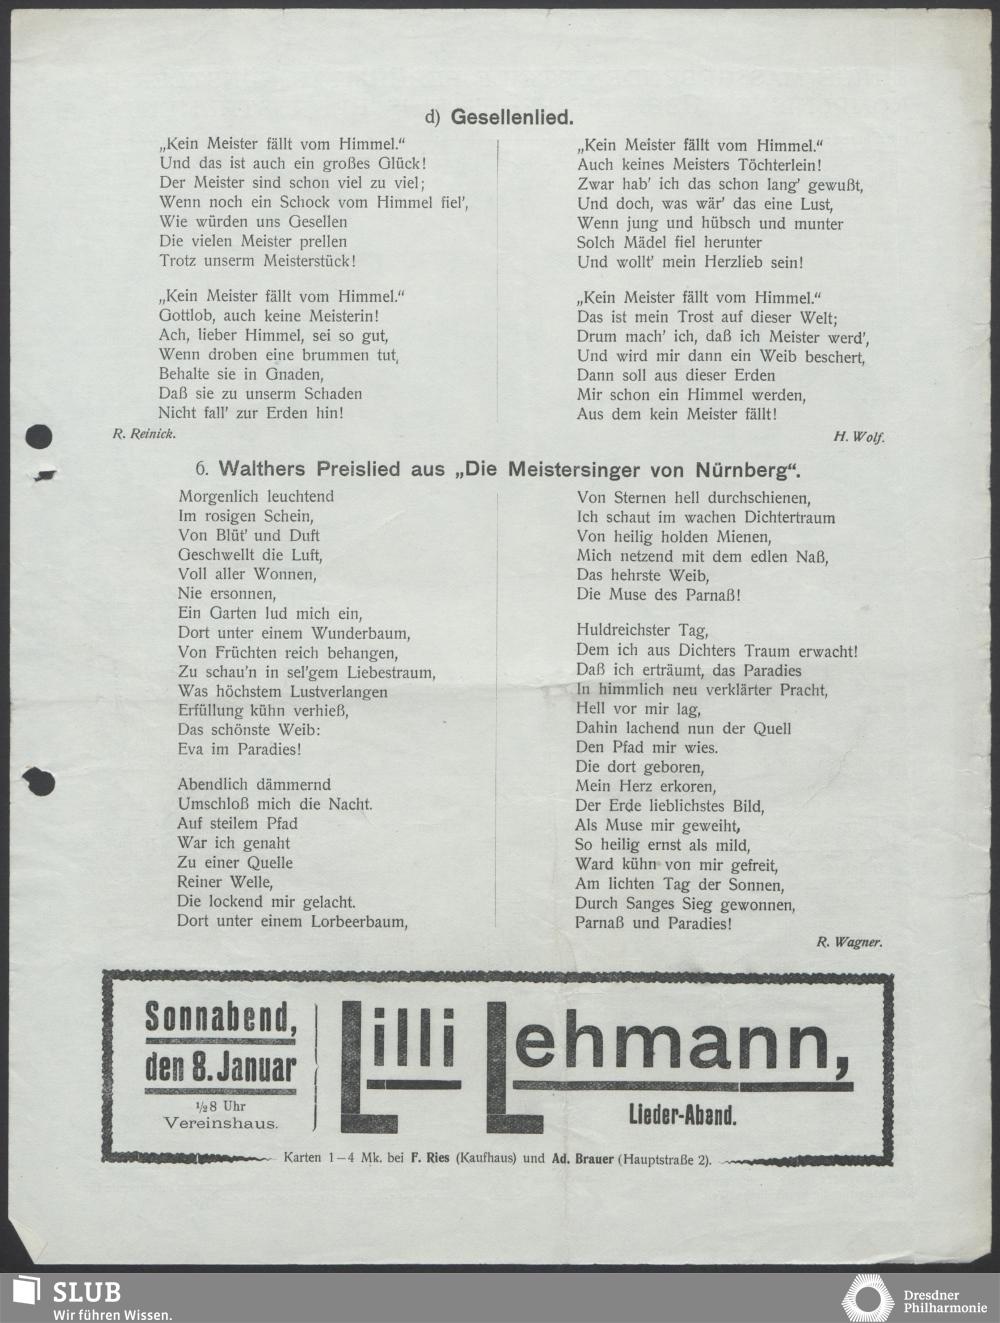 d) Gesellenlied.
„Kein Meister fällt vom Himmel.“
Und das ist auch ein großes Glück!
Der Meister sind schon viel zu viel;
Wenn noch ein Schock vom Himmel fiel',
Wie würden uns Gesellen
Die vielen Meister prellen
Trotz unserm Meisterstück!
„Kein Meister fällt vom Himmel.“
Gottlob, auch keine Meisterin!
Ach, lieber Himmel, sei so gut,
Wenn droben eine brummen tut,
Behalte sie in Gnaden,
Daß sie zu unserm Schaden
Nicht fall' zur Erden hin!
R. Reinick.
„Kein Meister fällt vom Himmel.“
Auch keines Meisters Töchterlein!
Zwar hab' ich das schon lang' gewußt,
Und doch, was wär' das eine Lust,
Wenn jung und hübsch und munter
Solch Mädel fiel herunter
Und wollt' mein Herzlieb sein!
„Kein Meister fällt vom Himmel.“
Das ist mein Trost auf dieser Welt;
Drum mach' ich, daß ich Meister werd',
Und wird mir dann ein Weib beschert,
Dann soll aus dieser Erden
Mir schon ein Himmel werden,
Aus dem kein Meister fällt!
H. Wolf.
6. Walthers Preislied aus „Die Meistersinger von Nürnberg“.
Morgenlich leuchtend
Im rosigen Schein,
Von Blüt' und Duft
Geschwellt die Luft,
Voll aller Wonnen,
Nie ersonnen,
Ein Garten lud mich ein,
Dort unter einem Wunderbaum,
Von Früchten reich behangen,
Zu schau'n in sel'gem Liebestraum,
Was höchstem Lustverlangen
Erfüllung kühn verhieß,
Das schönste Weib:
Eva im Paradies!
Abendlich dämmernd
Umschloß mich die Nacht.
Auf steilem Pfad
War ich genaht
Zu einer Quelle
Reiner Welle,
Die lockend mir gelacht.
Dort unter einem Lorbeerbaum,
Von Sternen hell durchschienen,
Ich schaut im wachen Dichtertraum
Von heilig holden Mienen,
Mich netzend mit dem edlen Naß,
Das hehrste Weib,
Die Muse des Parnaß!
Huldreichster Tag,
Dem ich aus Dichters Traum erwacht!
Daß ich erträumt, das Paradies
In himmlich neu verklärter Pracht,
Hell vor mir lag,
Dahin lachend nun der Quell
Den Pfad mir wies.
Die dort geboren,
Mein Herz erkoren,
Der Erde lieblichstes Bild,
Als Muse mir geweiht,
So heilig ernst als mild,
Ward kühn von mir gefreit,
Am lichten Tag der Sonnen,
Durch Sanges Sieg gewonnen,
Parnaß und Paradies!
R. Wagner.
Sonnabend,
den 8. Januar
½8 Uhr
Vereinshaus.
Lilli Lehmann,
Lieder-Abend.
Karten 1–4 Mk. bei F. Ries (Kaufhaus) und Ad. Brauer (Hauptstraße 2).
SLUB
Wir führen Wissen.
Dresdner
Philharmonie